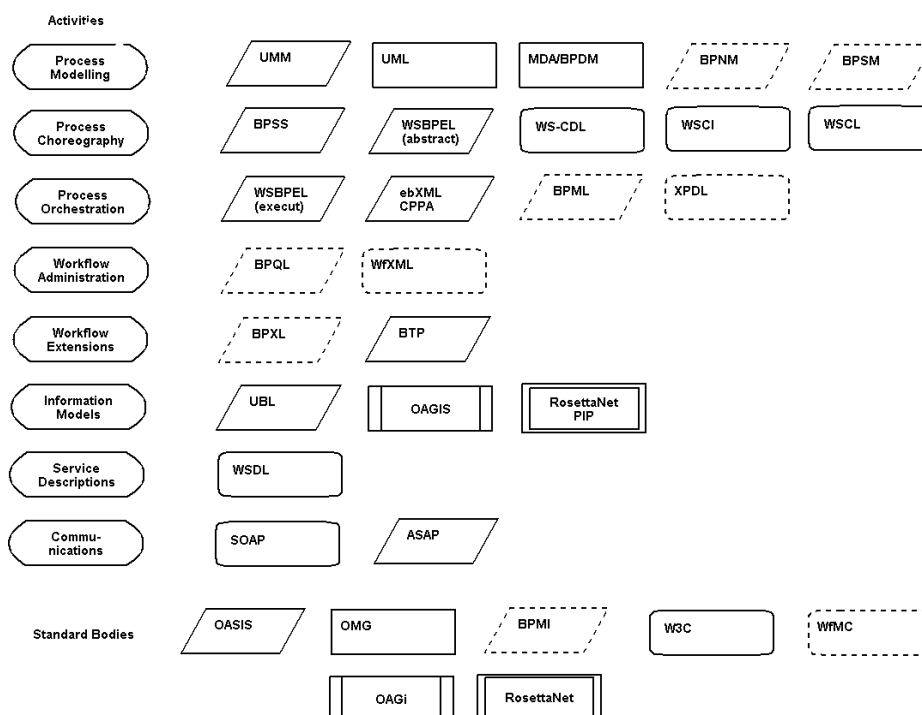 Activities
Process
Modelling
UMM
UML
MDA/BPDM
BPNM
BPSM
Process
Choreography
BPSS
WSBPEL
(abstract)
WS-CDL
WSCI
WSCL
Process
Orchestration
WSBPEL
(execut)
ebXML
CPPA
BPML
XPDL
Workflow
Administration
BPQL
WfXML
Workflow
Extensions
BPXL
BTP
Information
Models
UBL
OAGIS
RosettaNet
PIP
Service
Descriptions
WSDL
Commu-
nications
SOAP
ASAP
Standard Bodies
OASIS
OMG
BPMI
W3C
WfMC
OAGi
RosettaNet